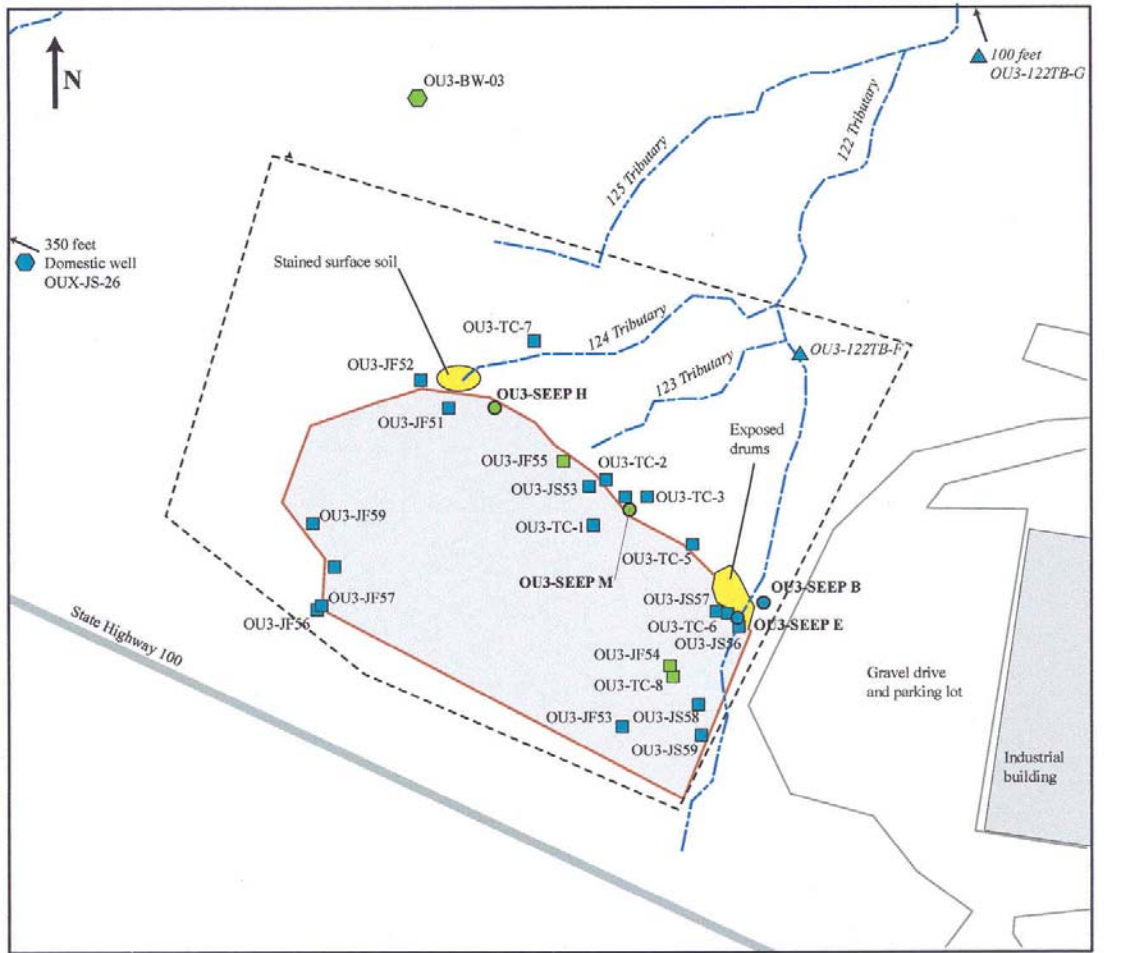 100 feet
OU3-122TB-G
N
OU3-BW-03
122 Tributary
125 Tributary
350 feet
Domestic well
OUX-JS-26
Stained surface soil
OU3-TC-7
124 Tributary
OU3-122TB-F
OU3-JF52
123 Tributary
OU3-SEEP H
OU3-JF51
Exposed
drums
OU3-JF55
OU3-TC-2
OU3-JS53
OU3-TC-3
OU3-JF59
OU3-TC-1
OU3-TC-5
OU3-SEEP M
OU3-SEEP B
OU3-JS57
OU3-JF57
OU3-JF56
OU3-TC-6
OU3-SEEP E
OU3-JS56
State Highway 100
OU3-JF54
OU3-TC-8
Gravel drive
and parking lot
OU3-JF53
OU3-JS58
OU3-JS59
Industrial
building